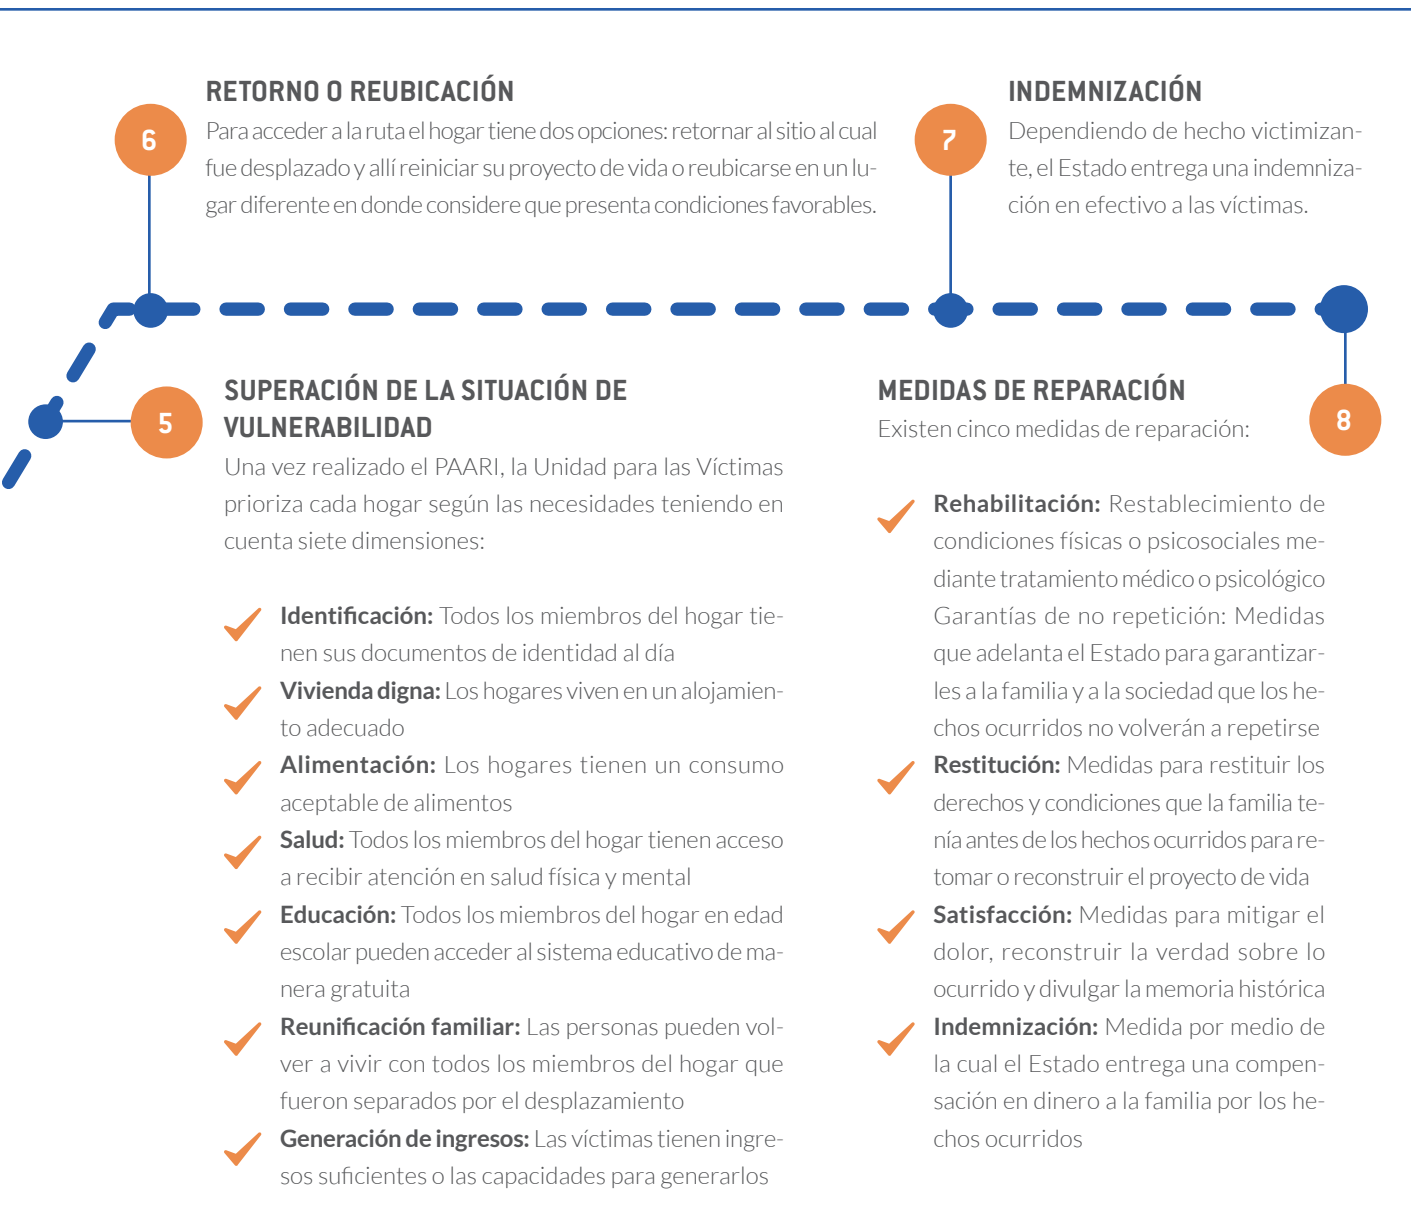 RETORNO O REUBICACIÓN
6
Para acceder a la ruta el hogar tiene dos opciones: retornar al sitio al cual
fue desplazado y allí reiniciar su proyecto de vida o reubicarse en un lu-
gar diferente en donde considere que presenta condiciones favorables.
INDEMNIZACIÓN
7
Dependiendo de hecho victimizan-
te, el Estado entrega una indemniza-
ción en efectivo a las víctimas.
5
SUPERACIÓN DE LA SITUACIÓN DE
VULNERABILIDAD
Una vez realizado el PAARI, la Unidad para las Víctimas
prioriza cada hogar según las necesidades teniendo en
cuenta siete dimensiones:
Identificación: Todos los miembros del hogar tie-
nen sus documentos de identidad al día
Vivienda digna: Los hogares viven en un alojamien-
to adecuado
Alimentación: Los hogares tienen un consumo
aceptable de alimentos
Salud: Todos los miembros del hogar tienen acceso
a recibir atención en salud física y mental
Educación: Todos los miembros del hogar en edad
escolar pueden acceder al sistema educativo de ma-
nera gratuita
Reunificación familiar: Las personas pueden vol-
ver a vivir con todos los miembros del hogar que
fueron separados por el desplazamiento
Generación de ingresos: Las víctimas tienen ingre-
sos suficientes o las capacidades para generarlos
MEDIDAS DE REPARACIÓN
8
Existen cinco medidas de reparación:
Rehabilitación: Restablecimiento de
condiciones físicas o psicosociales me-
diante tratamiento médico o psicológico
Garantías de no repetición: Medidas
que adelanta el Estado para garantizar-
les a la familia y a la sociedad que los he-
chos ocurridos no volverán a repetirse
Restitución: Medidas para restituir los
derechos y condiciones que la familia te-
nía antes de los hechos ocurridos para re-
tomar o reconstruir el proyecto de vida
Satisfacción: Medidas para mitigar el
dolor, reconstruir la verdad sobre lo
ocurrido y divulgar la memoria histórica
Indemnización: Medida por medio de
la cual el Estado entrega una compen-
sación en dinero a la familia por los he-
chos ocurridos